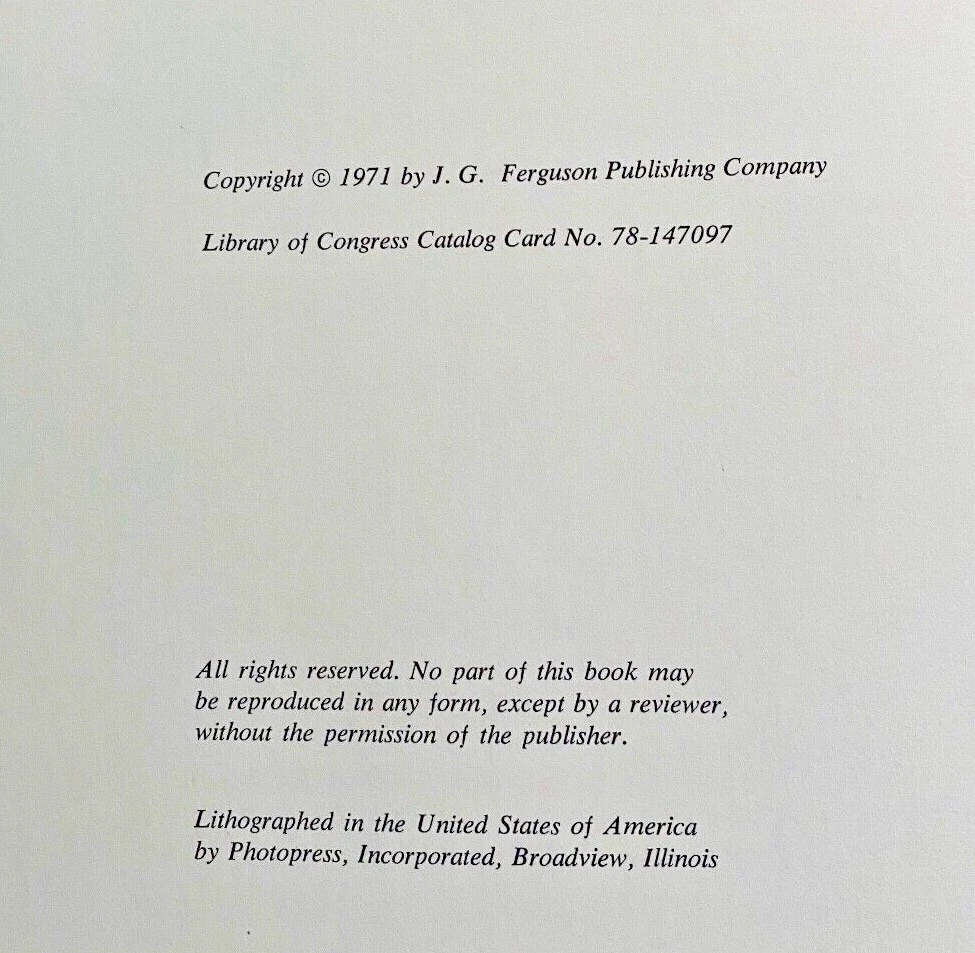 Copyright © 1971 by J. G. Ferguson Publishing Company
Library of Congress Catalog Card No. 78-147097
All rights reserved. No part of this book may
be reproduced in any form, except by a reviewer,
without the permission of the publisher.
Lithographed in the United States of America
by Photopress, Incorporated, Broadview, Illinois